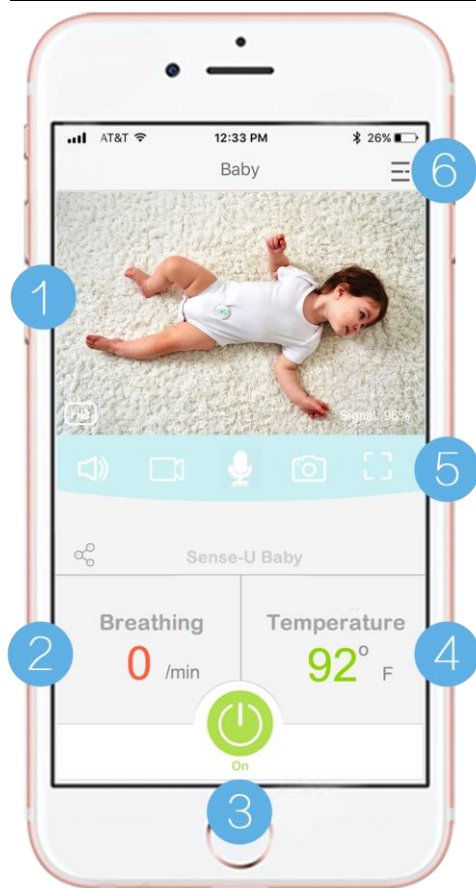 AT&T 12:33 PM 26%
Baby
6
1
HD
Signal: 96%
5
Sense-U Baby
Breathing
Temperature
2
0 /min
92° F
4
On
3